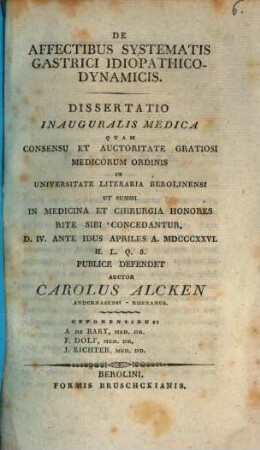 6.
DE
AFFECTIBUS SYSTEMATIS
GASTRICI IDIOPATHICO-
DYNAMICIS.
DISSERTATIO
INAUGURALIS MEDICA
QUAM
CONSENSU ET AUCTORITATE GRATIOSI
MEDICORUM ORDINIS
IN
UNIVERSITATE LITERARIA BEROLINENSI
UT SUMMI
IN MEDICINA ET CHIRURGIA HONORES
RITE SIBI CONCEDANTUR,
D. IV. ANTE IDUS APRILES A. MDCCCXXVI.
H. L. Q. S.
PUBLICE DEFENDET
AUCTOR
CAROLUS ALCKEN
ANDERNACENSI-RHENANUS.
OPPONENTIBUS:
A DE BARY, MED. DR.
F. DOLF, MED. DR.
J. RICHTER, MED. DD.
BEROLINI,
FORMIS BRÜSCHCKIANIS.